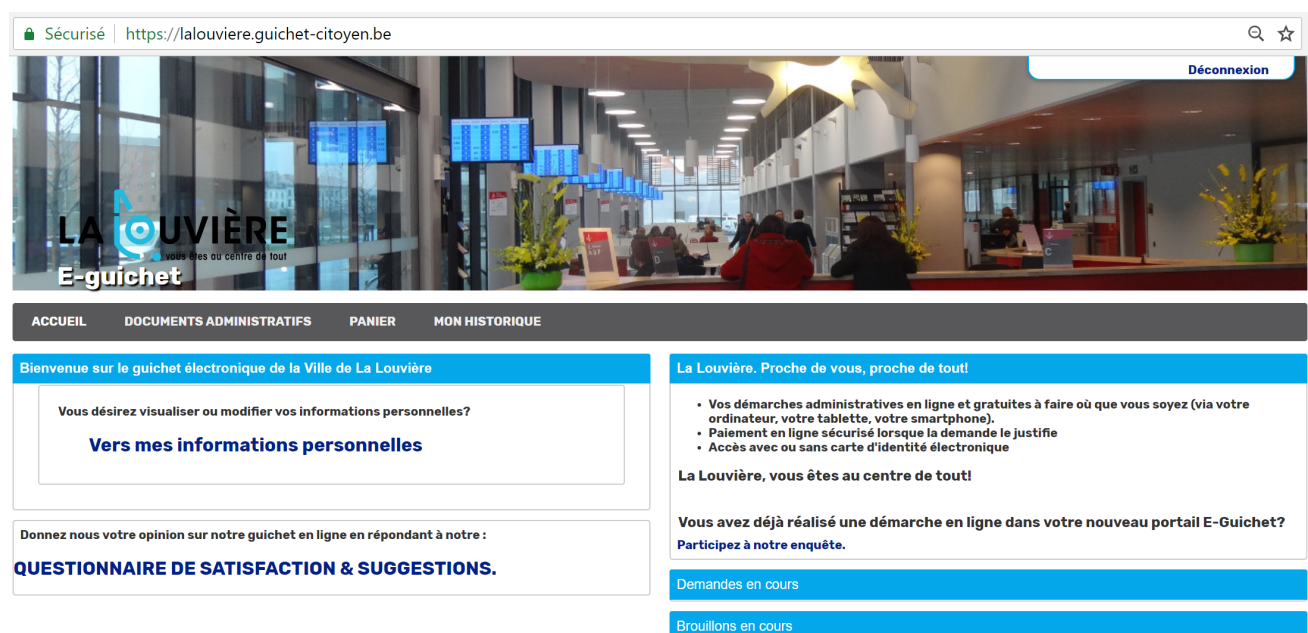 Sécurisé | https://lalouviere.guichet-citoyen.be
Déconnexion
LA LOUVIÈRE
vous êtes au centre de tout
E-guichet
D
C
ACCUEIL DOCUMENTS ADMINISTRATIFS PANIER MON HISTORIQUE
Bienvenue sur le guichet électronique de la Ville de La Louvière
Vous désirez visualiser ou modifier vos informations personnelles?
Vers mes informations personnelles
Donnez nous votre opinion sur notre guichet en ligne en répondant à notre :
QUESTIONNAIRE DE SATISFACTION & SUGGESTIONS.
La Louvière. Proche de vous, proche de tout!
• Vos démarches administratives en ligne et gratuites à faire où que vous soyez (via votre
ordinateur, votre tablette, votre smartphone).
• Paiement en ligne sécurisé lorsque la demande le justifie
• Accès avec ou sans carte d'identité électronique
La Louvière, vous êtes au centre de tout!
Vous avez déjà réalisé une démarche en ligne dans votre nouveau portail E-Guichet?
Participez à notre enquête.
Demandes en cours
Brouillons en cours